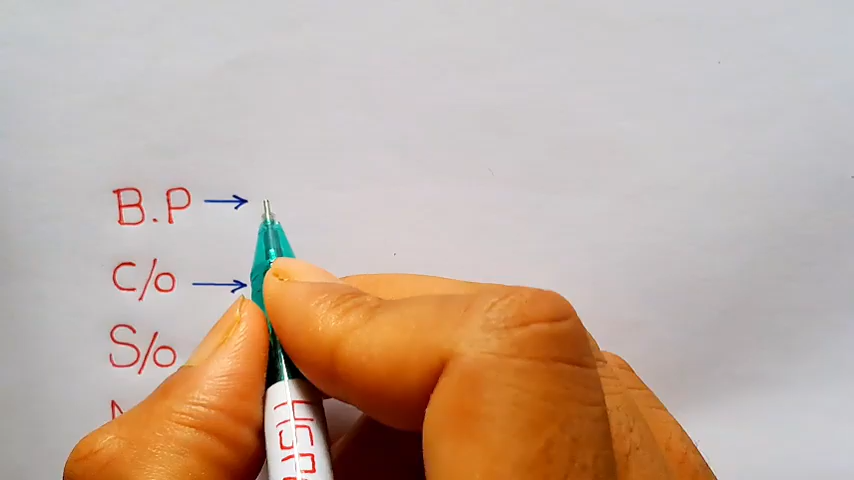 B.P →
C/o →
S/o